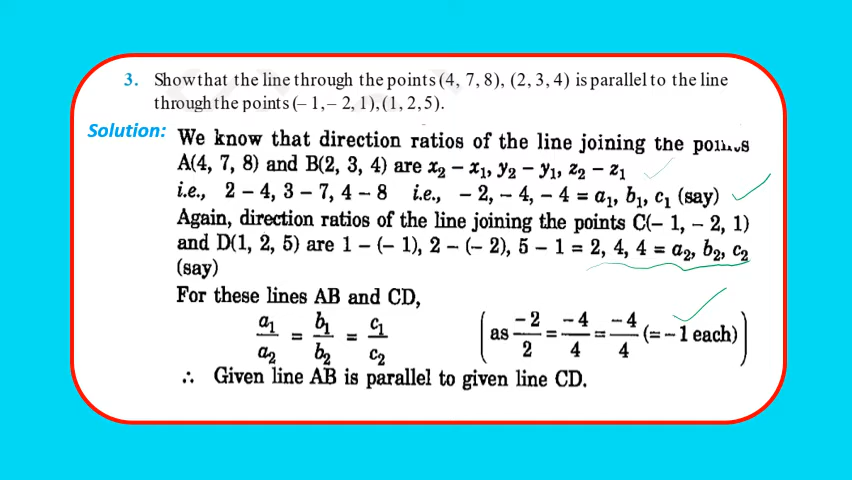 3. Show that the line through the points (4, 7, 8), (2, 3, 4) is parallel to the line
through the points (– 1, – 2, 1), (1, 2, 5).
Solution: We know that direction ratios of the line joining the points
A(4, 7, 8) and B(2, 3, 4) are x₂ – x₁, y₂ – y₁, z₂ – z₁
i.e., 2 – 4, 3 – 7, 4 – 8 i.e., – 2, – 4, – 4 = a₁, b₁, c₁ (say)
Again, direction ratios of the line joining the points C(– 1, – 2, 1)
and D(1, 2, 5) are 1 – (– 1), 2 – (– 2), 5 – 1 = 2, 4, 4 = a₂, b₂, c₂
(say)
For these lines AB and CD,
a₁/a₂ = b₁/b₂ = c₁/c₂ (as –2/2 = –4/4 = –4/4 (= – 1 each))
∴ Given line AB is parallel to given line CD.